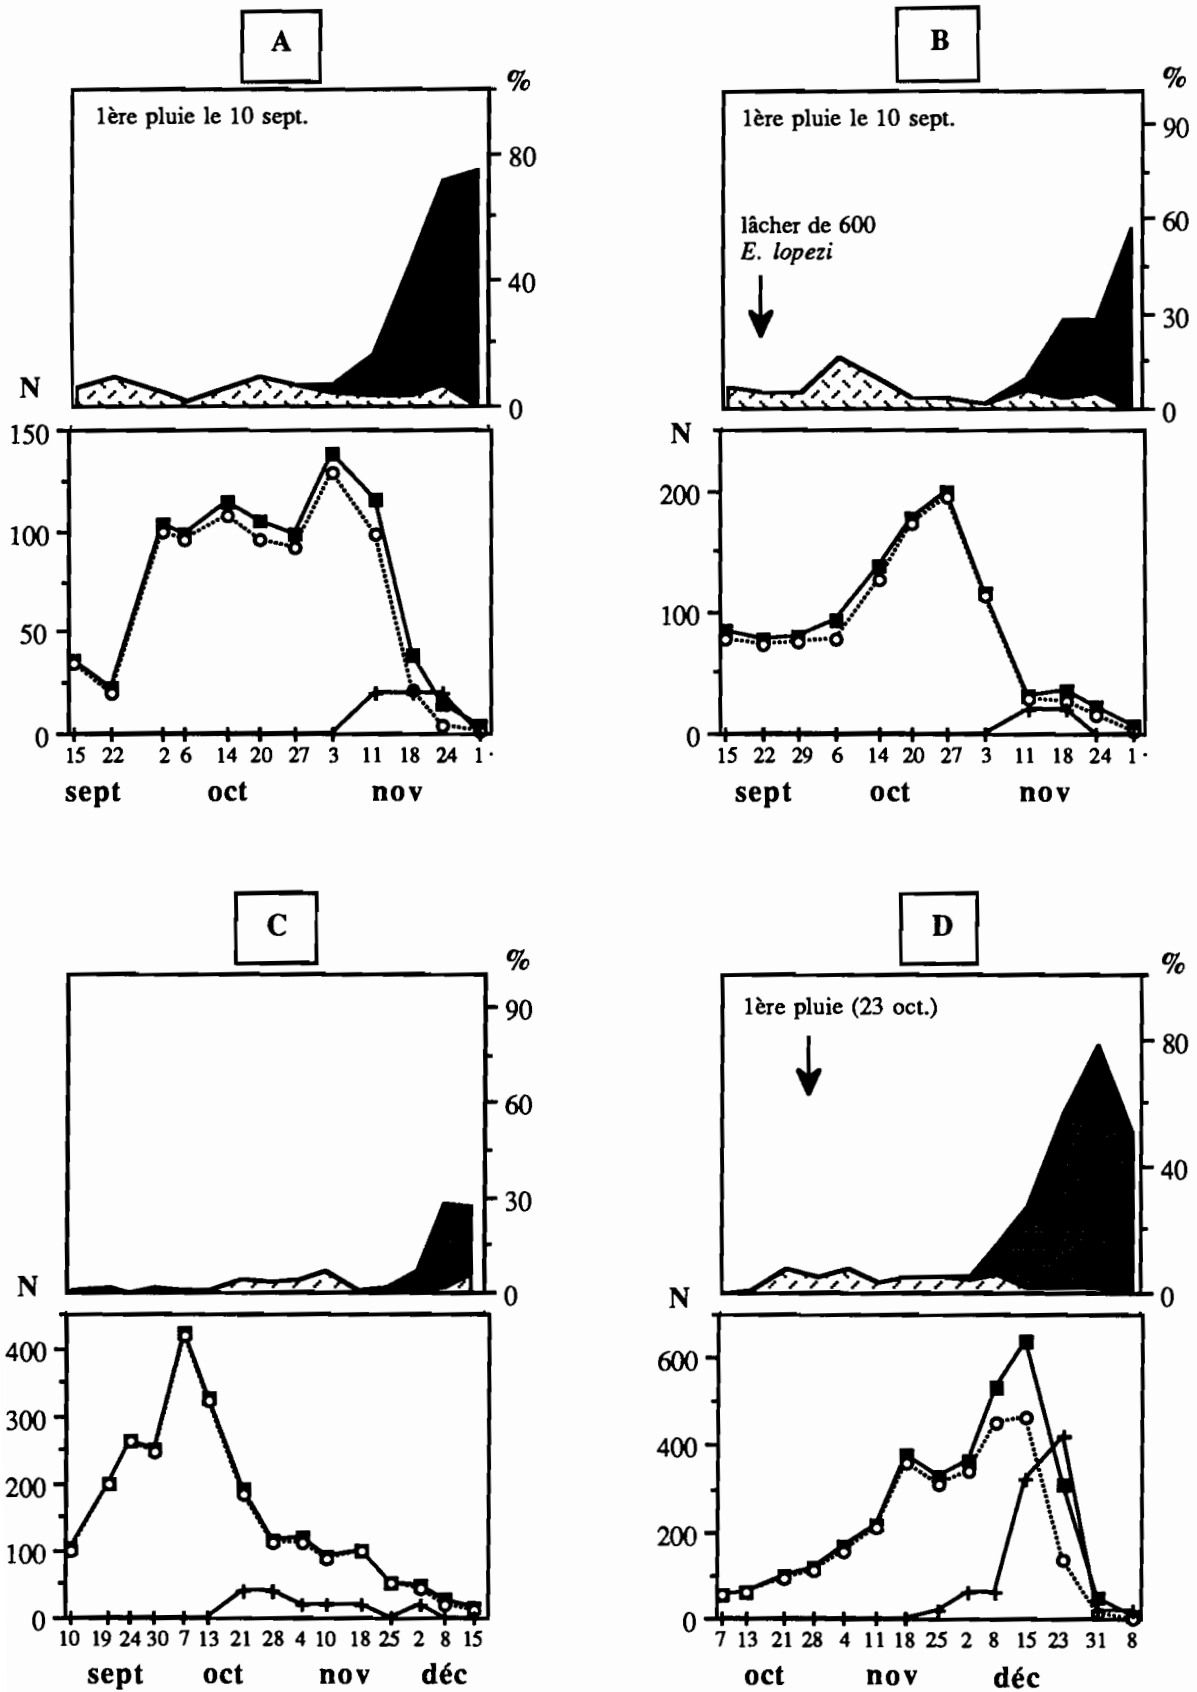 A
%
1ère pluie le 10 sept.
80
40
0
N
150
100
50
0
15 22 2 6 14 20 27 3 11 18 24 1
sept oct nov
B
%
1ère pluie le 10 sept.
90
lâcher de 600
E. lopezi
60
30
0
N
200
100
0
15 22 29 6 14 20 27 3 11 18 24 1
sept oct nov
C
%
90
60
30
0
N
400
300
200
100
0
10 19 24 30 7 13 21 28 4 10 18 25 2 8 15
sept oct nov déc
D
%
1ère pluie (23 oct.)
80
40
0
N
600
400
200
0
7 13 21 28 4 11 18 25 2 8 15 23 31 8
oct nov déc